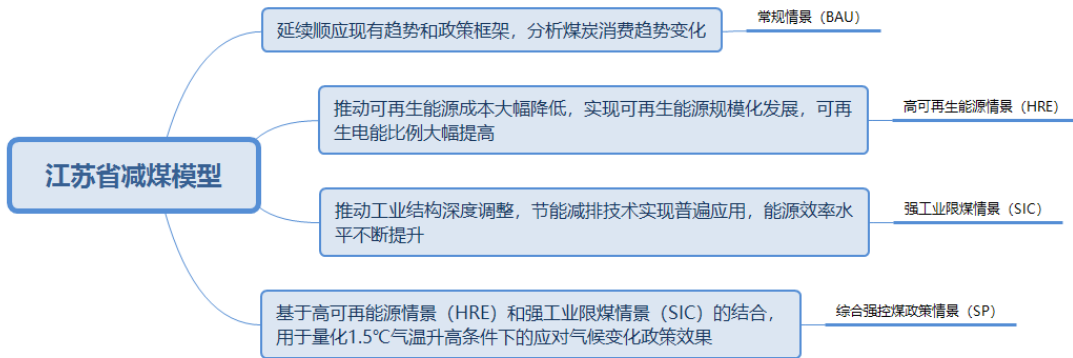 延续顺应现有趋势和政策框架，分析煤炭消费趋势变化
常规情景（BAU）
推动可再生能源成本大幅降低，实现可再生能源规模化发展，可再
生电能比例大幅提高
高可再生能源情景（HRE）
江苏省减煤模型
推动工业结构深度调整，节能减排技术实现普遍应用，能源效率水
平不断提升
强工业限煤情景（SIC）
基于高可再能源情景（HRE）和强工业限煤情景（SIC）的结合，
用于量化1.5℃气温升高条件下的应对气候变化政策效果
综合强控煤政策情景（SP）